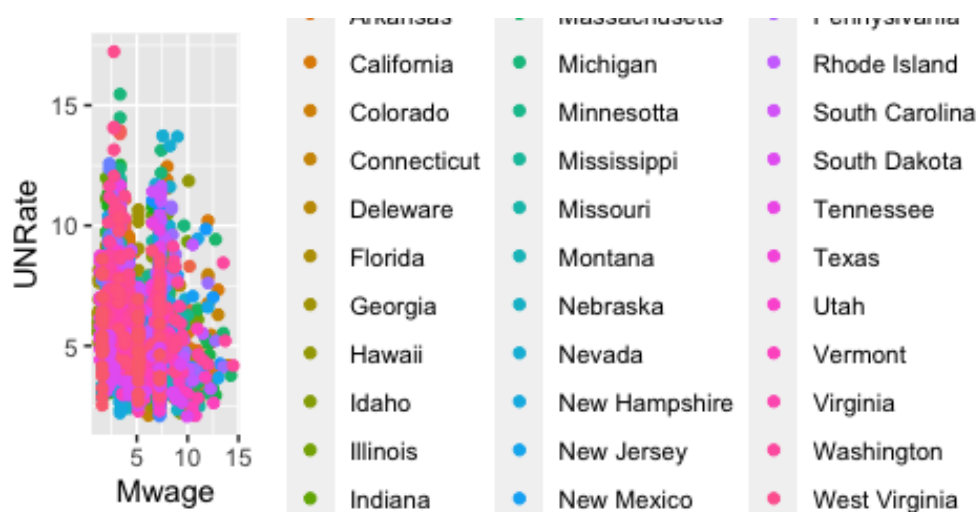 15
10
5
UNRate
5 10 15
Mwage
Arkansas
California
Colorado
Connecticut
Deleware
Florida
Georgia
Hawaii
Idaho
Illinois
Indiana
Massachusetts
Michigan
Minnesotta
Mississippi
Missouri
Montana
Nebraska
Nevada
New Hampshire
New Jersey
New Mexico
Rhode Island
South Carolina
South Dakota
Tennessee
Texas
Utah
Vermont
Virginia
Washington
West Virginia